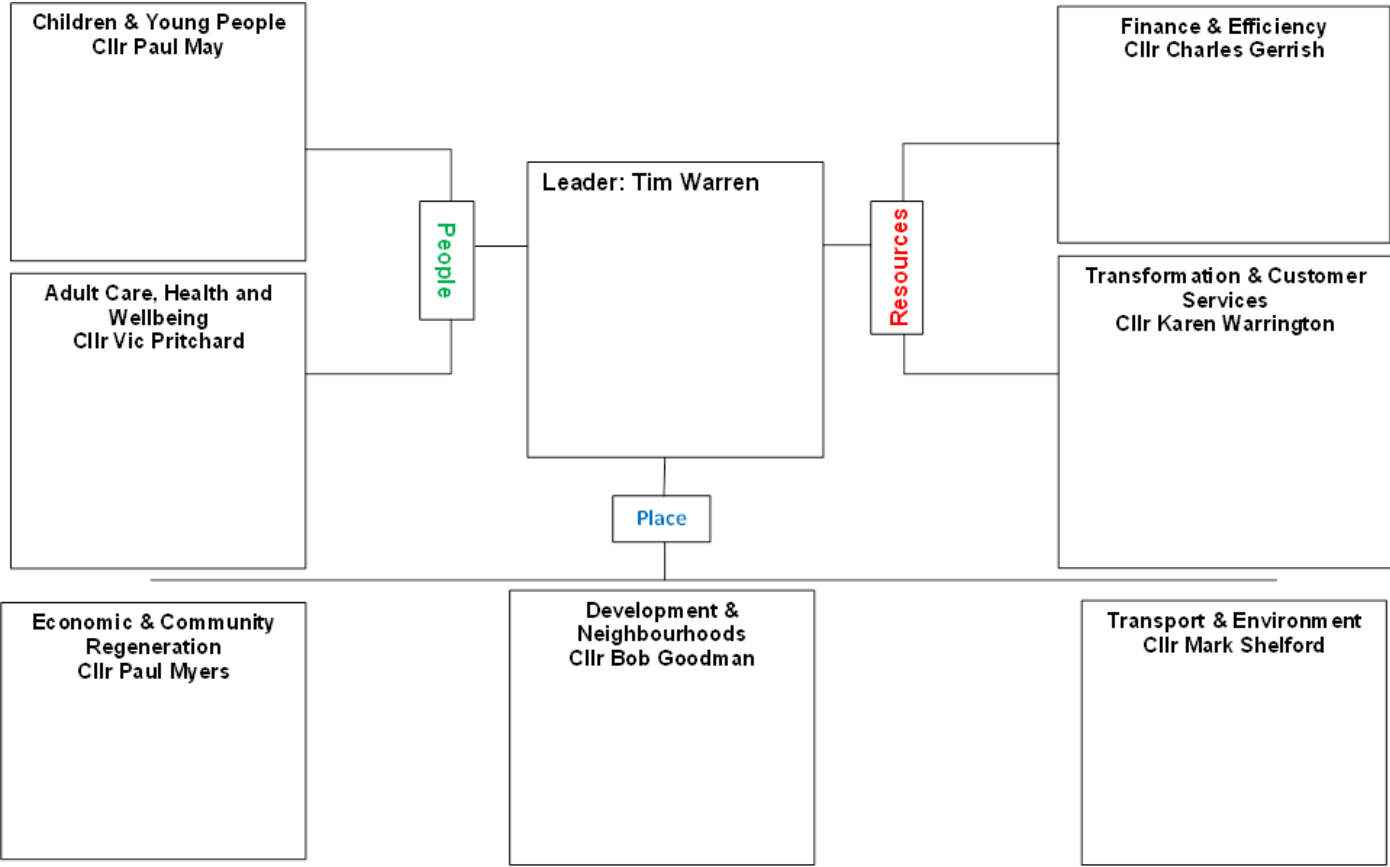 Children & Young People
Cllr Paul May
Finance & Efficiency
Cllr Charles Gerrish
Leader: Tim Warren
People
Resources
Adult Care, Health and
Wellbeing
Cllr Vic Pritchard
Transformation & Customer
Services
Cllr Karen Warrington
Place
Economic & Community
Regeneration
Cllr Paul Myers
Development &
Neighbourhoods
Cllr Bob Goodman
Transport & Environment
Cllr Mark Shelford